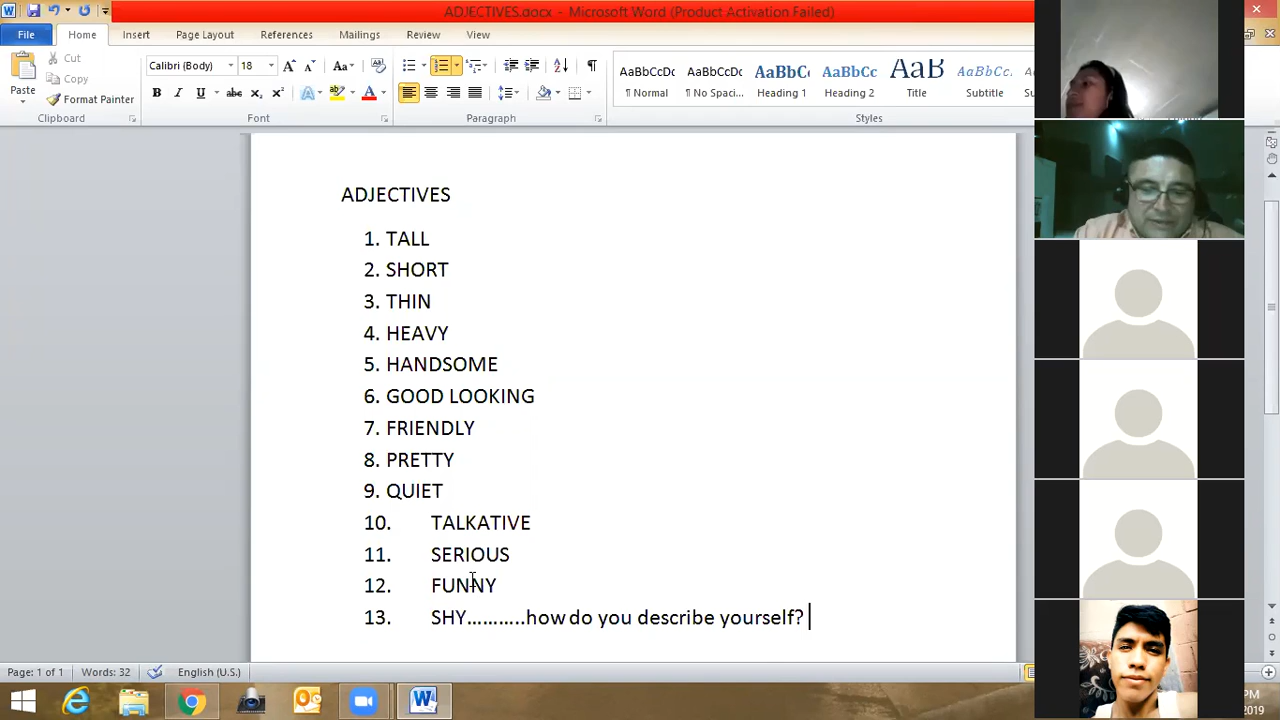 ADJECTIVES.docx - Microsoft Word (Product Activation Failed)
File Home Insert Page Layout References Mailings Review View
Cut
Copy
Format Painter
Paste
Clipboard
Calibri (Body) 18
Font
Paragraph
AaBbCcDc AaBbCcDc AaBbC AaBbCc AaB AaBbCcL
¶ Normal ¶ No Spaci... Heading 1 Heading 2 Title Subtitle
Styles
ADJECTIVES
1. TALL
2. SHORT
3. THIN
4. HEAVY
5. HANDSOME
6. GOOD LOOKING
7. FRIENDLY
8. PRETTY
9. QUIET
10. TALKATIVE
11. SERIOUS
12. FUNNY
13. SHY………..how do you describe yourself?
Page: 1 of 1 Words: 32 English (U.S.)
PM
2019